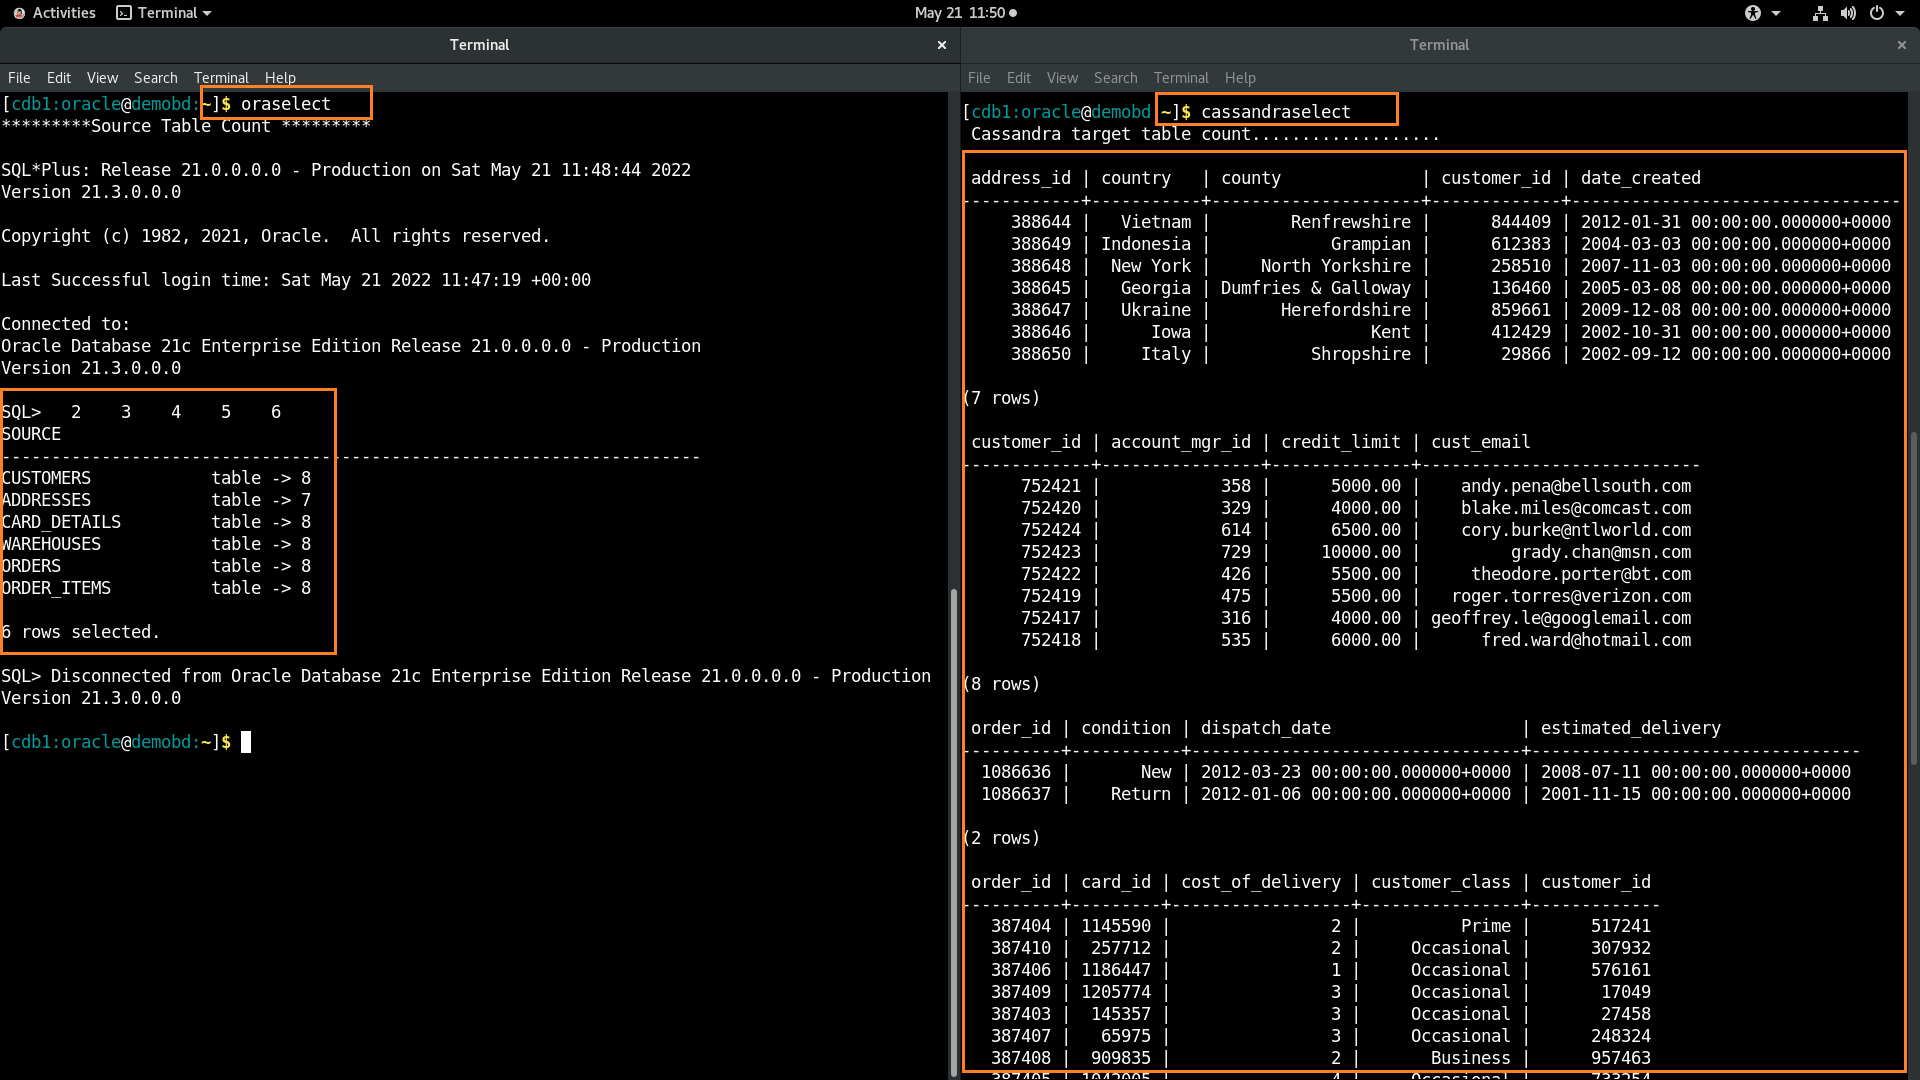 Activities Terminal May 21 11:50
Terminal
File Edit View Search Terminal Help
[cdb1:oracle@demobd:~]$ oraselect
*********Source Table Count *********
SQL*Plus: Release 21.0.0.0.0 - Production on Sat May 21 11:48:44 2022
Version 21.3.0.0.0
Copyright (c) 1982, 2021, Oracle.  All rights reserved.
Last Successful login time: Sat May 21 2022 11:47:19 +00:00
Connected to:
Oracle Database 21c Enterprise Edition Release 21.0.0.0.0 - Production
Version 21.3.0.0.0
SQL>   2    3    4    5    6
SOURCE
----------------------------------------------------------------------
CUSTOMERS            table -> 8
ADDRESSES            table -> 7
CARD_DETAILS         table -> 8
WAREHOUSES           table -> 8
ORDERS               table -> 8
ORDER_ITEMS          table -> 8
6 rows selected.
SQL> Disconnected from Oracle Database 21c Enterprise Edition Release 21.0.0.0.0 - Production
Version 21.3.0.0.0
[cdb1:oracle@demobd:~]$
Terminal
File Edit View Search Terminal Help
[cdb1:oracle@demobd ~]$ cassandraselect
Cassandra target table count...................
 address_id | country   | county              | customer_id | date_created
------------+-----------+---------------------+-------------+---------------------------------
     388644 |   Vietnam |        Renfrewshire |      844409 | 2012-01-31 00:00:00.000000+0000
     388649 | Indonesia |            Grampian |      612383 | 2004-03-03 00:00:00.000000+0000
     388648 |  New York |     North Yorkshire |      258510 | 2007-11-03 00:00:00.000000+0000
     388645 |   Georgia | Dumfries & Galloway |      136460 | 2005-03-08 00:00:00.000000+0000
     388647 |   Ukraine |       Herefordshire |      859661 | 2009-12-08 00:00:00.000000+0000
     388646 |      Iowa |                Kent |      412429 | 2002-10-31 00:00:00.000000+0000
     388650 |     Italy |          Shropshire |       29866 | 2002-09-12 00:00:00.000000+0000
(7 rows)
 customer_id | account_mgr_id | credit_limit | cust_email
-------------+----------------+--------------+----------------------------
      752421 |            358 |      5000.00 |    andy.pena@bellsouth.com
      752420 |            329 |      4000.00 |    blake.miles@comcast.com
      752424 |            614 |      6500.00 |    cory.burke@ntlworld.com
      752423 |            729 |     10000.00 |         grady.chan@msn.com
      752422 |            426 |      5500.00 |     theodore.porter@bt.com
      752419 |            475 |      5500.00 |   roger.torres@verizon.com
      752417 |            316 |      4000.00 | geoffrey.le@googlemail.com
      752418 |            535 |      6000.00 |      fred.ward@hotmail.com
(8 rows)
 order_id | condition | dispatch_date                   | estimated_delivery
----------+-----------+---------------------------------+---------------------------------
  1086636 |       New | 2012-03-23 00:00:00.000000+0000 | 2008-07-11 00:00:00.000000+0000
  1086637 |    Return | 2012-01-06 00:00:00.000000+0000 | 2001-11-15 00:00:00.000000+0000
(2 rows)
 order_id | card_id | cost_of_delivery | customer_class | customer_id
----------+---------+------------------+----------------+-------------
   387404 | 1145590 |                2 |          Prime |      517241
   387410 |  257712 |                2 |     Occasional |      307932
   387406 | 1186447 |                1 |     Occasional |      576161
   387409 | 1205774 |                3 |     Occasional |       17049
   387403 |  145357 |                3 |     Occasional |       27458
   387407 |   65975 |                3 |     Occasional |      248324
   387408 |  909835 |                2 |       Business |      957463